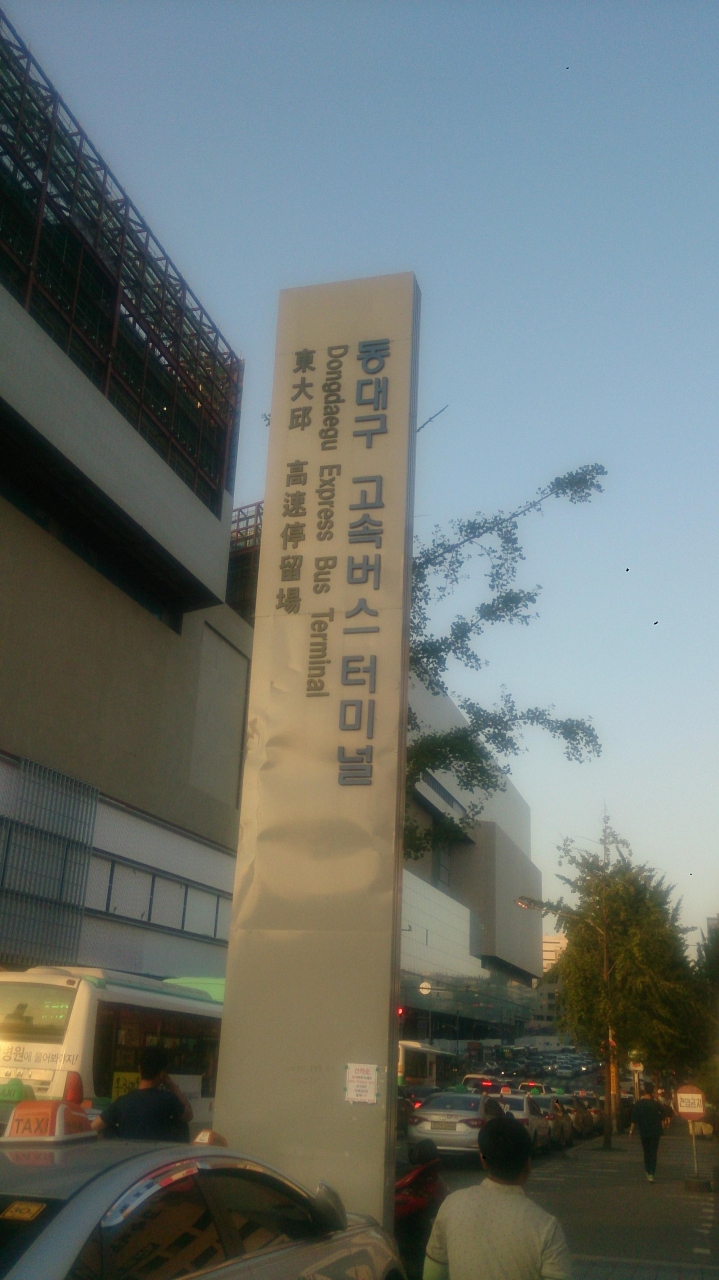 동대구 고속버스터미널
Dongdaegu Express Bus Terminal
東大邱 高速停留場
TAXI